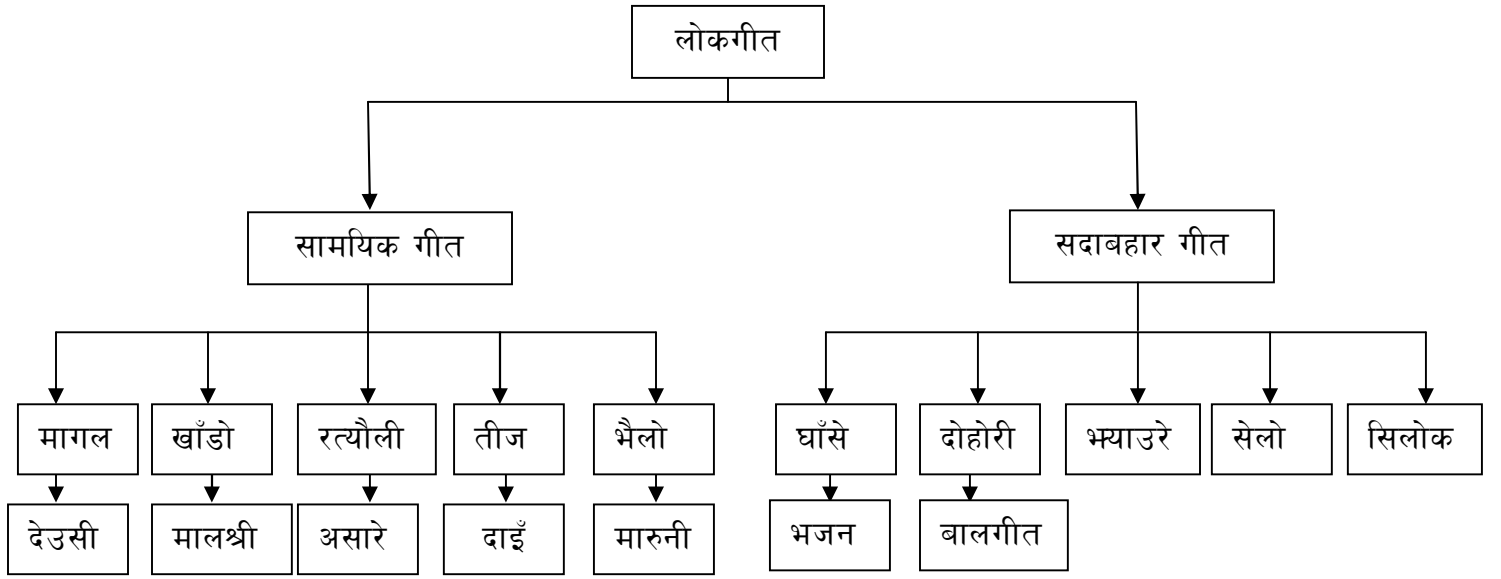 लोकगीत
सामयिक गीत
सदाबहार गीत
मागल
खाँडो
रत्यौली
तीज
भैलो
घाँसे
दोहोरी
झ्याउरे
सेलो
सिलोक
देउसी
मालश्री
असारे
दाइँ
मारुनी
भजन
बालगीत